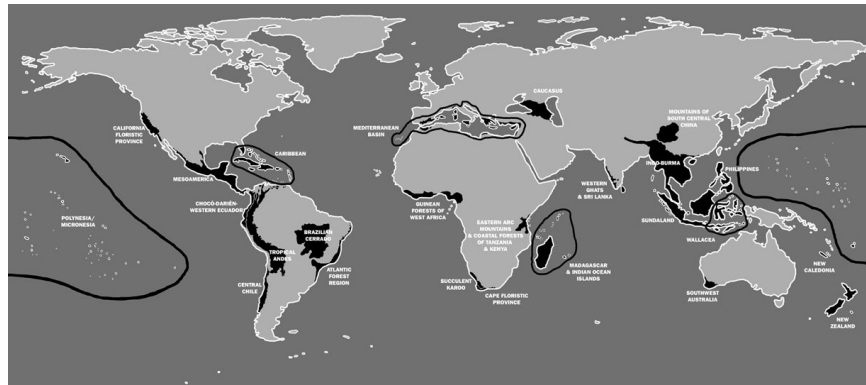 CAUCASUS
MOUNTAINS OF
SOUTH CENTRAL
CHINA
CALIFORNIA
FLORISTIC
PROVINCE
MEDITERRANEAN
BASIN
CARIBBEAN
MESOAMERICA
INDO-BURMA
PHILIPPINES
WESTERN
GHATS
& SRI LANKA
CHOCÓ-DARIÉN-
WESTERN ECUADOR
GUINEAN
FORESTS OF
WEST AFRICA
POLYNESIA/
MICRONESIA
EASTERN ARC
MOUNTAINS
& COASTAL FORESTS
OF TANZANIA
& KENYA
SUNDALAND
BRAZILIAN
CERRADO
WALLACEA
TROPICAL
ANDES
MADAGASCAR
& INDIAN OCEAN
ISLANDS
NEW
CALEDONIA
ATLANTIC
FOREST
REGION
CENTRAL
CHILE
SUCCULENT
KAROO
CAPE FLORISTIC
PROVINCE
SOUTHWEST
AUSTRALIA
NEW
ZEALAND